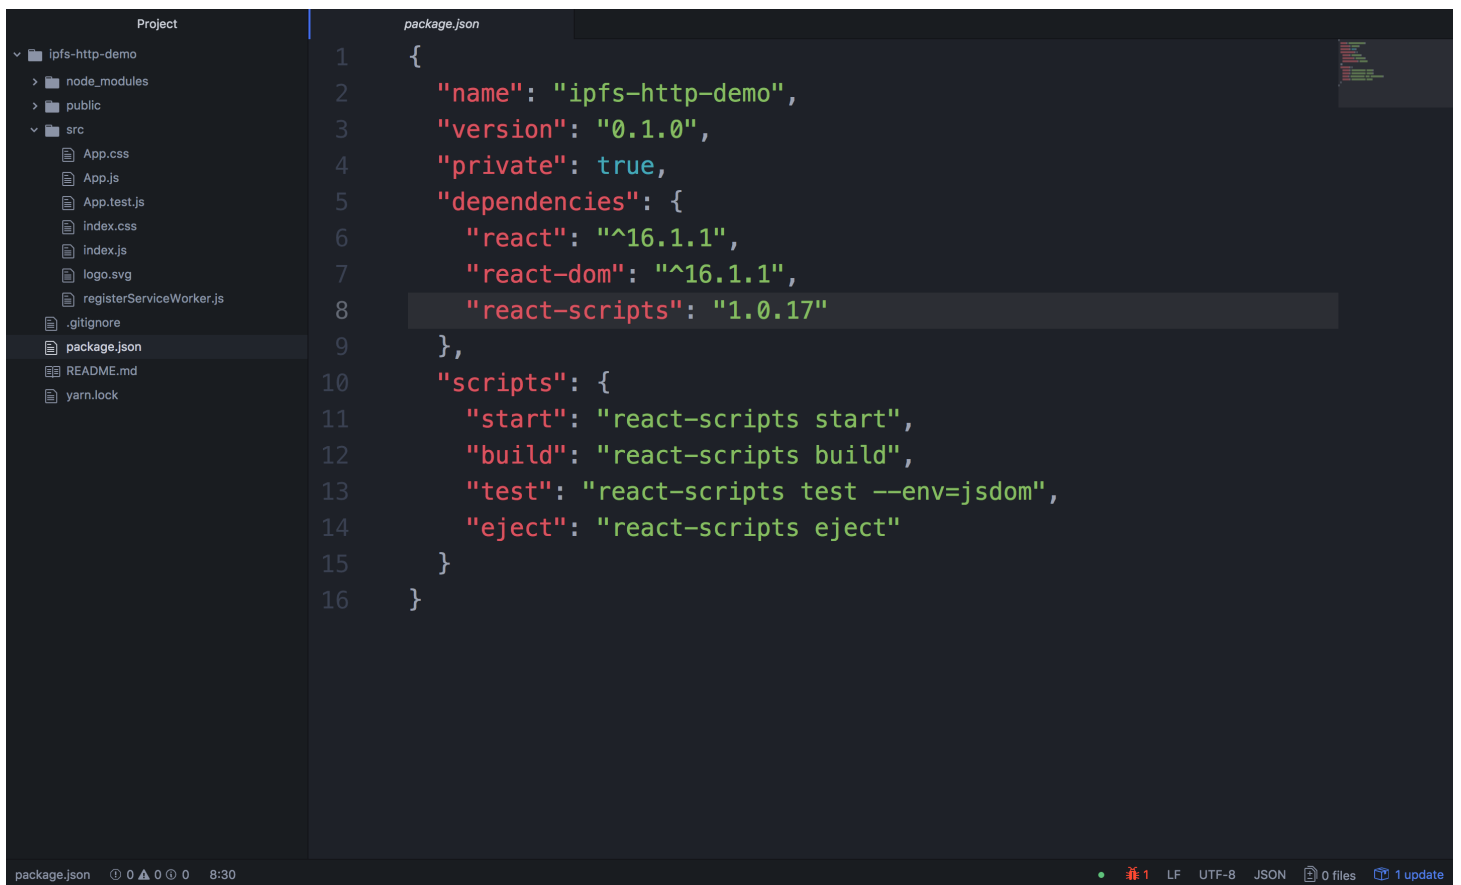 Project
ipfs-http-demo
node_modules
public
src
App.css
App.js
App.test.js
index.css
index.js
logo.svg
registerServiceWorker.js
.gitignore
package.json
README.md
yarn.lock
package.json
1 {
2 "name": "ipfs-http-demo",
3 "version": "0.1.0",
4 "private": true,
5 "dependencies": {
6 "react": "^16.1.1",
7 "react-dom": "^16.1.1",
8 "react-scripts": "1.0.17"
9 },
10 "scripts": {
11 "start": "react-scripts start",
12 "build": "react-scripts build",
13 "test": "react-scripts test --env=jsdom",
14 "eject": "react-scripts eject"
15 }
16 }
package.json 0 0 0 8:30 1 LF UTF-8 JSON 0 files 1 update